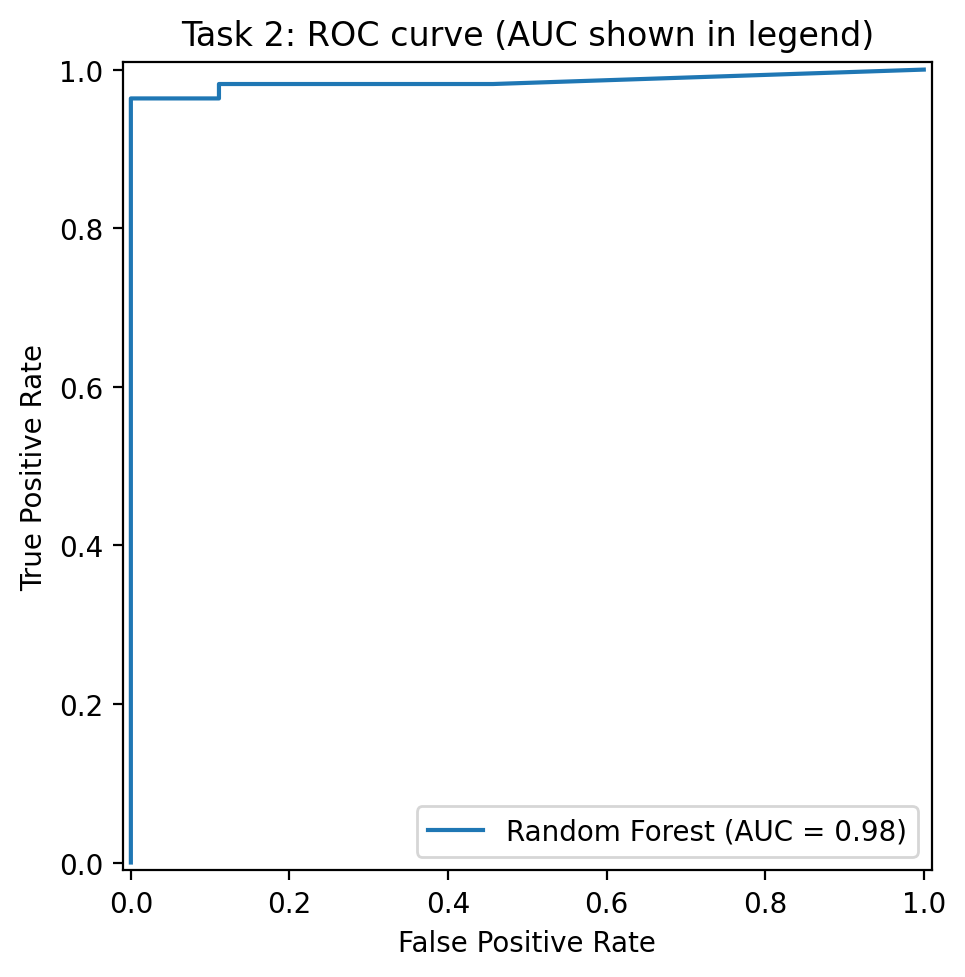 Task 2: ROC curve (AUC shown in legend)
1.0
0.8
0.6
0.4
0.2
0.0
True Positive Rate
Random Forest (AUC = 0.98)
0.0 0.2 0.4 0.6 0.8 1.0
False Positive Rate